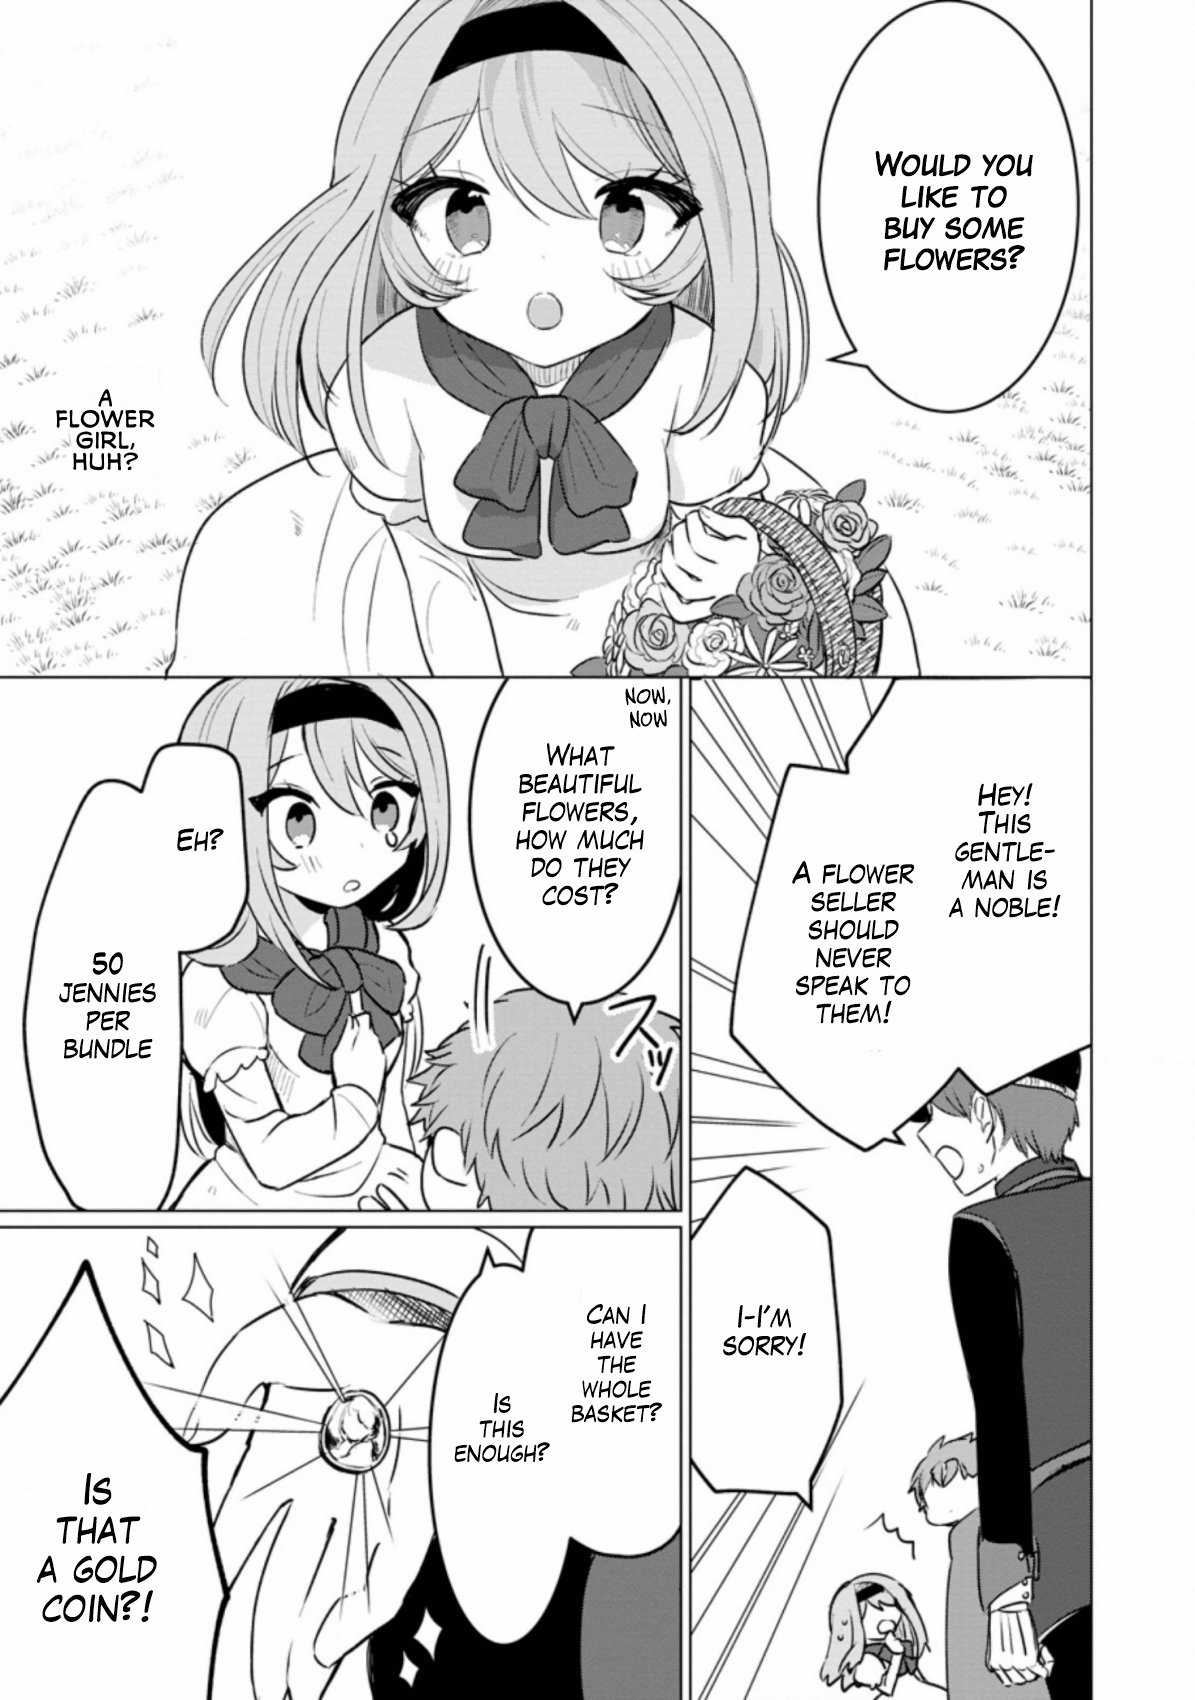 WOULD YOU
LIKE TO
BUY SOME
FLOWERS?
A
FLOWER
GIRL,
HUH?
HEY!
THIS
GENTLE-
MAN IS
A NOBLE!
A FLOWER
SELLER
SHOULD
NEVER
SPEAK TO
THEM!
I-I'M
SORRY!
NOW,
NOW
WHAT
BEAUTIFUL
FLOWERS,
HOW MUCH
DO THEY
COST?
スッ
EH?
50
JENNIES
PER
BUNDLE
CAN I
HAVE
THE
WHOLE
BASKET?
IS
THIS
ENOUGH?
IS
THAT
A GOLD
COIN?!